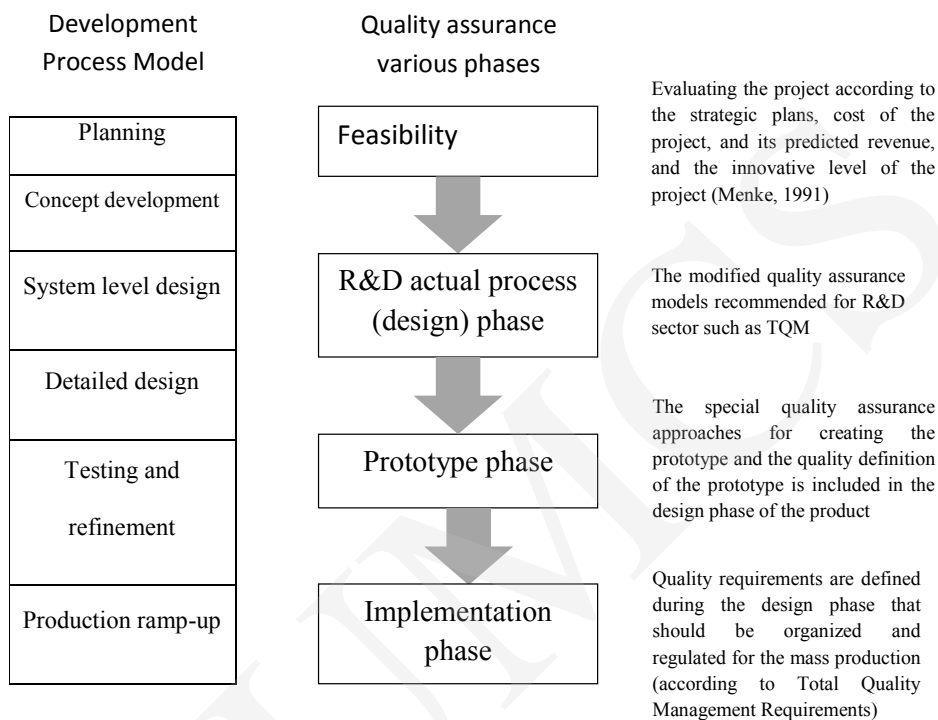 Development
Process Model
Planning
Concept development
System level design
Detailed design
Testing and
refinement
Production ramp-up
Quality assurance
various phases
Feasibility
R&D actual process
(design) phase
Prototype phase
Implementation
phase
Evaluating the project according to
the strategic plans, cost of the
project, and its predicted revenue,
and the innovative level of the
project (Menke, 1991)
The modified quality assurance
models recommended for R&D
sector such as TQM
The special quality assurance
approaches for creating the
prototype and the quality definition
of the prototype is included in the
design phase of the product
Quality requirements are defined
during the design phase that
should be organized and
regulated for the mass production
(according to Total Quality
Management Requirements)
UMCS